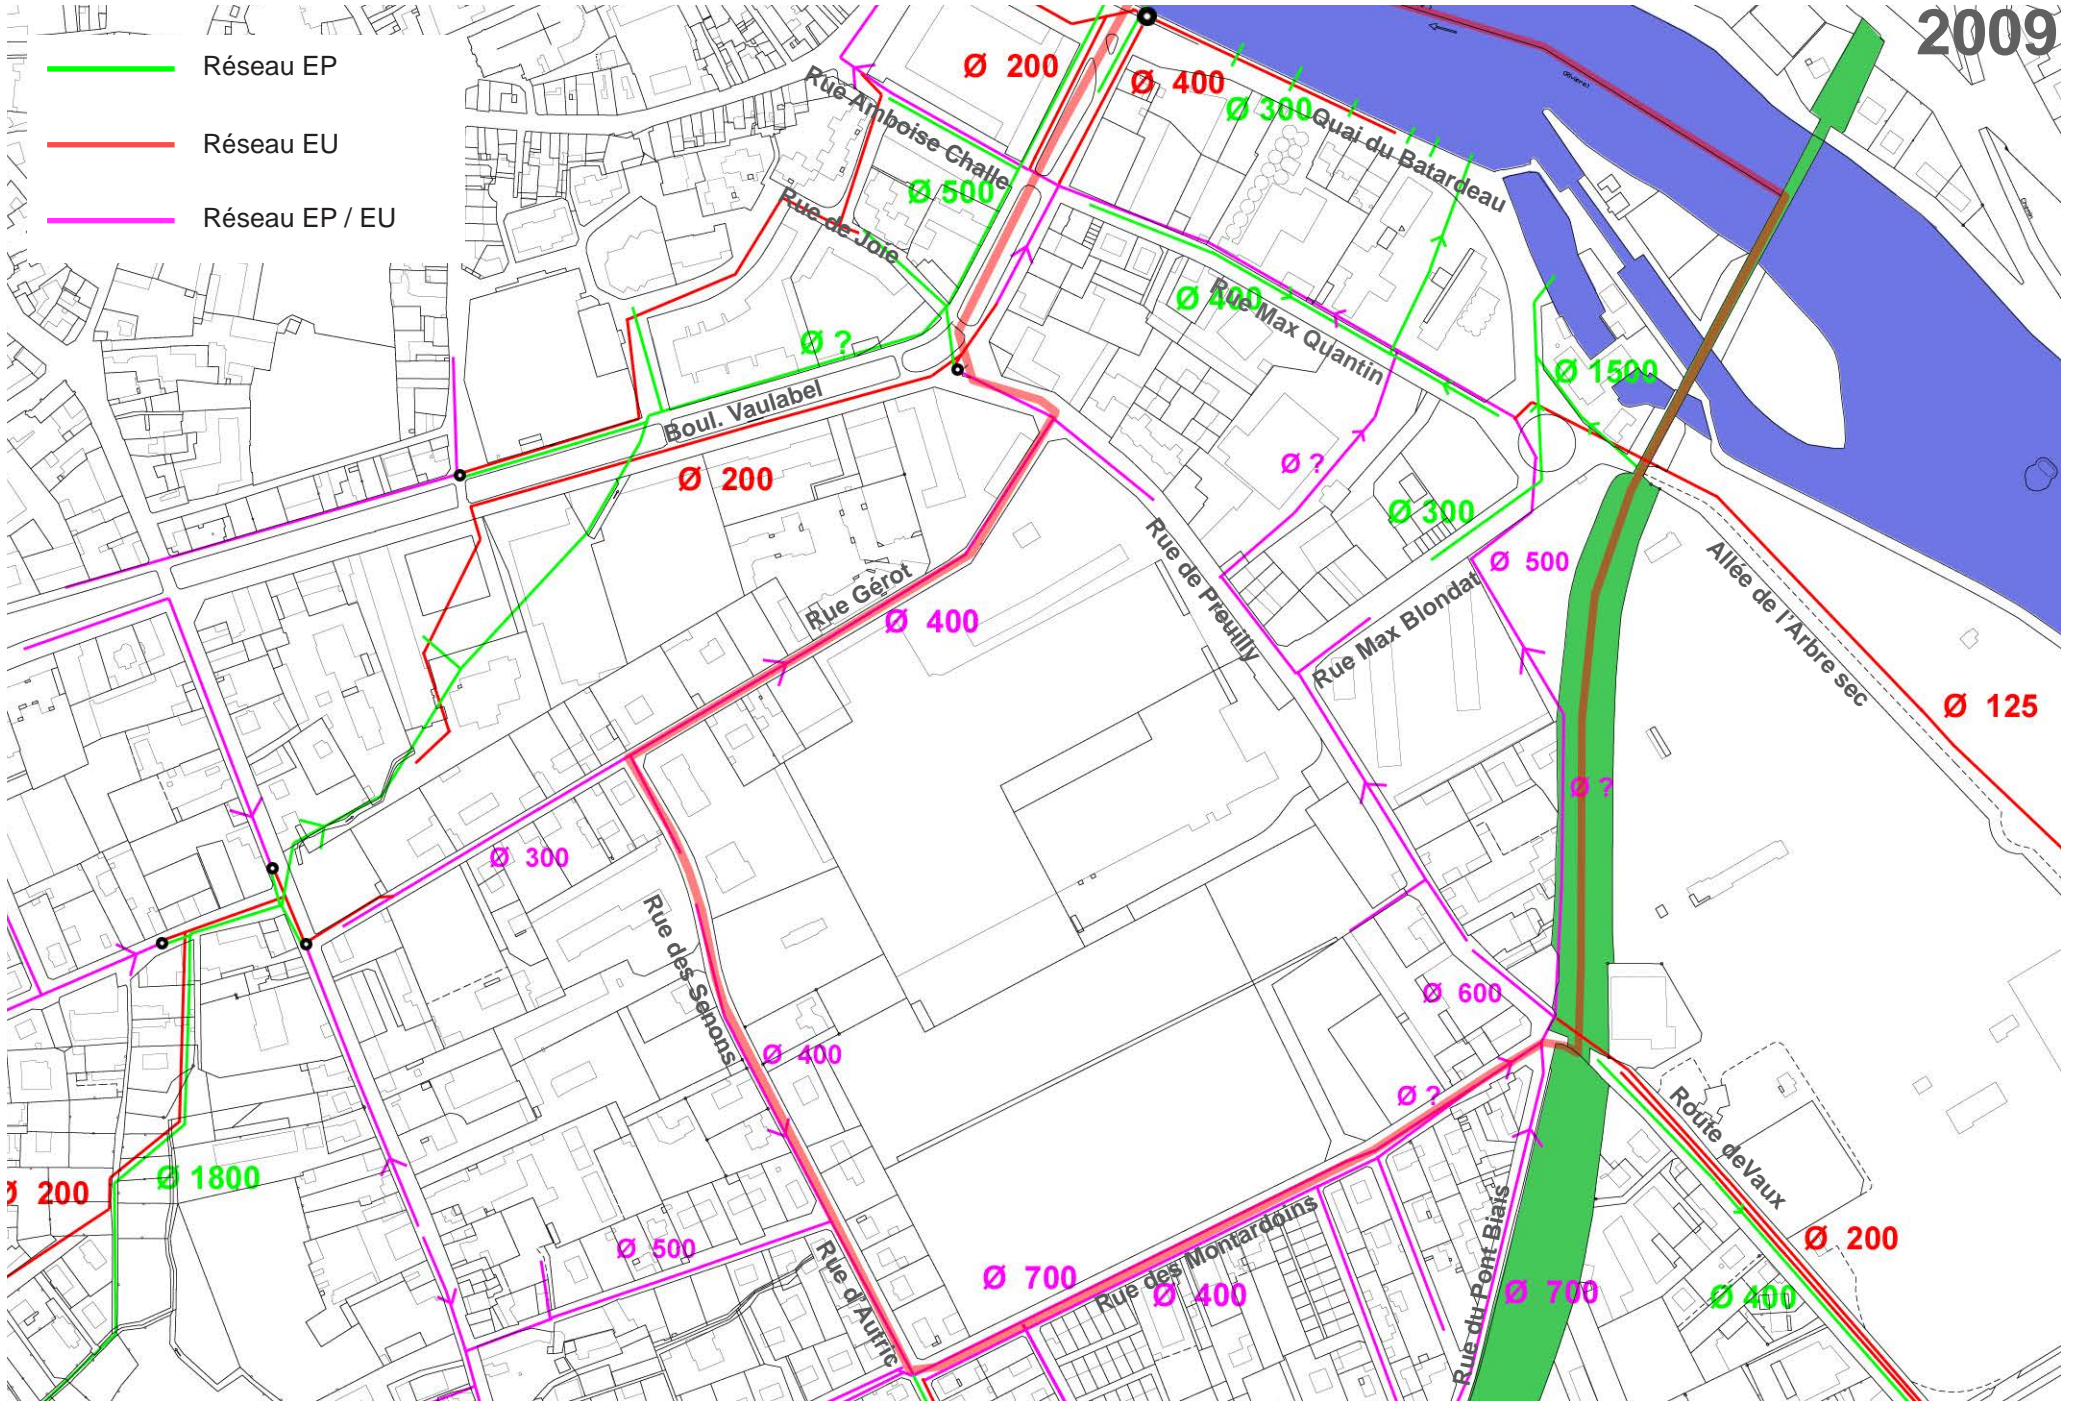 2009
Réseau EP
Réseau EU
Réseau EP / EU
Ø 200
Ø 400
Ø 300
Rue Amboise Challe
Quai du Batardeau
Ø 500
Rue de Joie
Ø 400
Rue Max Quantin
Ø ?
Ø 1500
Boul. Vaulabel
Ø 200
Ø ?
Ø 300
Rue de Preuilly
Ø 500
Allée de l'Arbre sec
Rue Gérot
Ø 400
Rue Max Blondat
Ø 125
Ø ?
Ø 300
Rue des Senons
Ø 600
Ø 400
Ø ?
Route deVaux
Ø 200
Ø 1800
Ø 500
Rue d'Autric
Ø 700
Rue des Montardoins
Ø 400
Rue du Pont Biais
Ø 700
Ø 200
Ø 400